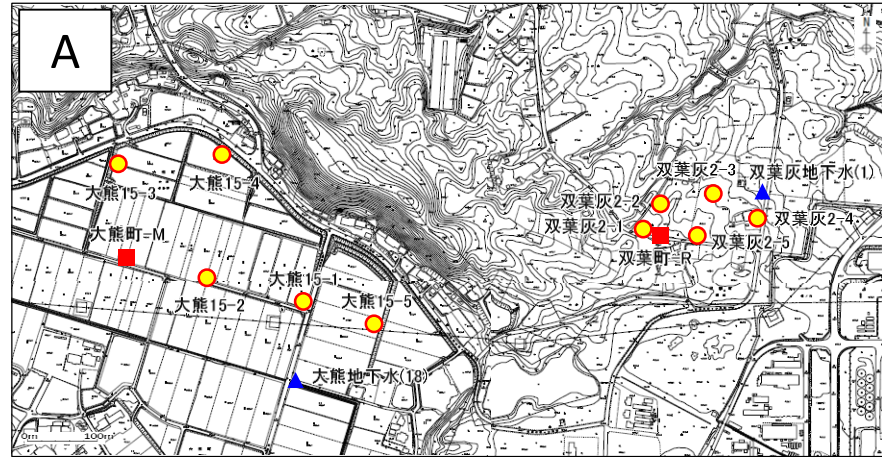 A
N
双葉灰2-3
双葉灰地下水(1)
大熊15-4
大熊15-3
双葉灰2-2
双葉灰2-1
双葉灰2-4
大熊町-M
双葉灰2-5
双葉町-R
大熊15-1
大熊15-2
大熊15-5
大熊地下水(18)
0m 100m